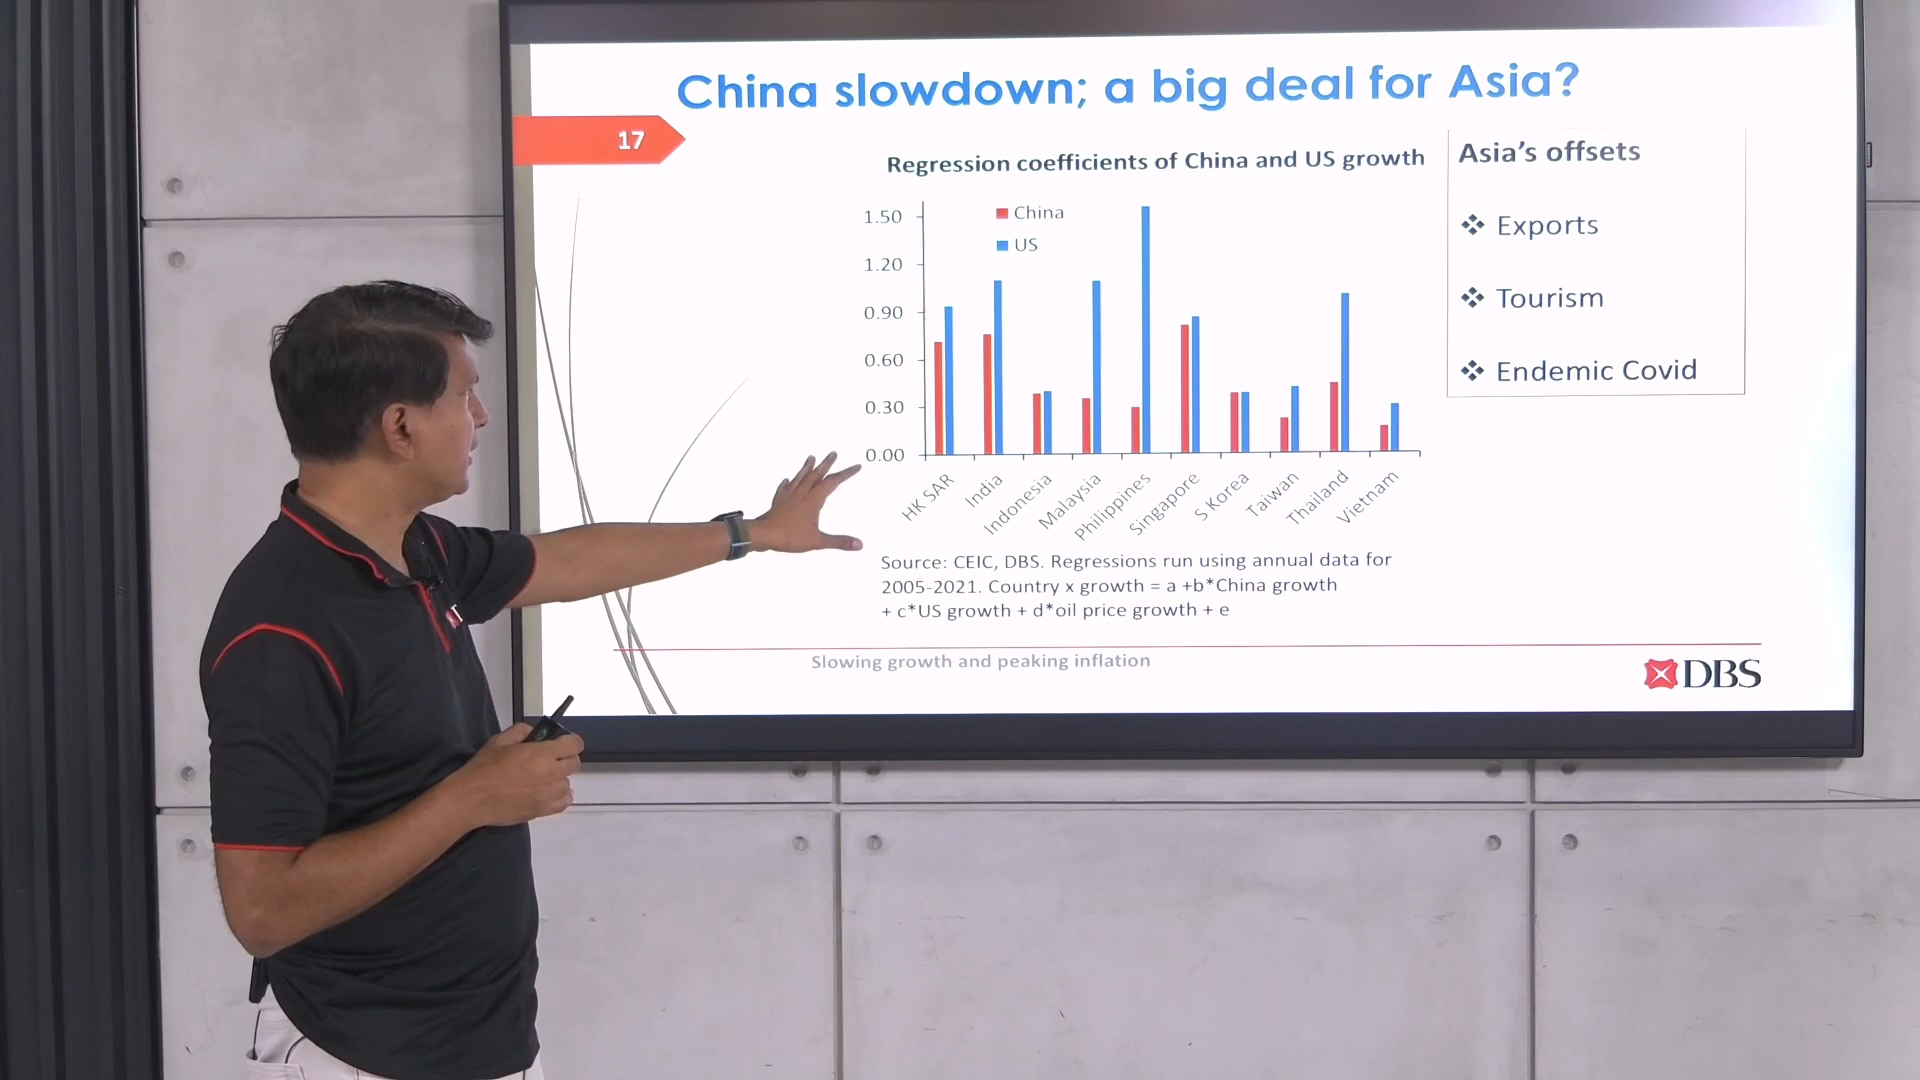 China slowdown; a big deal for Asia?
17
Regression coefficients of China and US growth
China
US
1.50
1.20
0.90
0.60
0.30
0.00
HK SAR
India
Indonesia
Malaysia
Philippines
Singapore
S Korea
Taiwan
Thailand
Vietnam
Source: CEIC, DBS. Regressions run using annual data for
2005-2021. Country x growth = a +b*China growth
+ c*US growth + d*oil price growth + e
Asia’s offsets
❖ Exports
❖ Tourism
❖ Endemic Covid
Slowing growth and peaking inflation
DBS